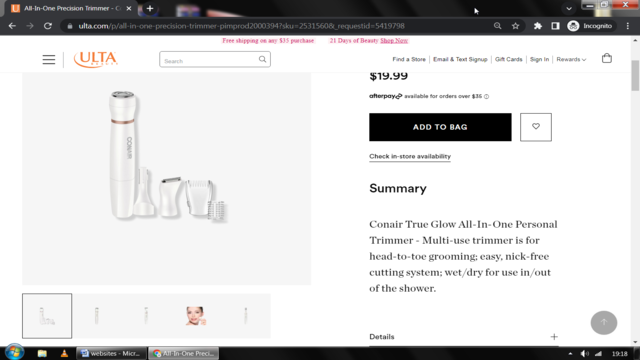 All-In-One Precision Trimmer - C
ulta.com/p/all-in-one-precision-trimmer-pimprod2000394?sku=2531560&_requestid=5419798
Incognito
Free shipping on any $35 purchase 21 Days of Beauty Shop Now
ULTA
BEAUTY
Search
Find a Store
Email & Text Signup
Gift Cards
Sign In
Rewards
$19.99
afterpay available for orders over $35
ADD TO BAG
Check in-store availability
CONAIR
Summary
Conair True Glow All-In-One Personal
Trimmer - Multi-use trimmer is for
head-to-toe grooming; easy, nick-free
cutting system; wet/dry for use in/out
of the shower.
Details
websites - Micr...
All-In-One Preci...
19:18